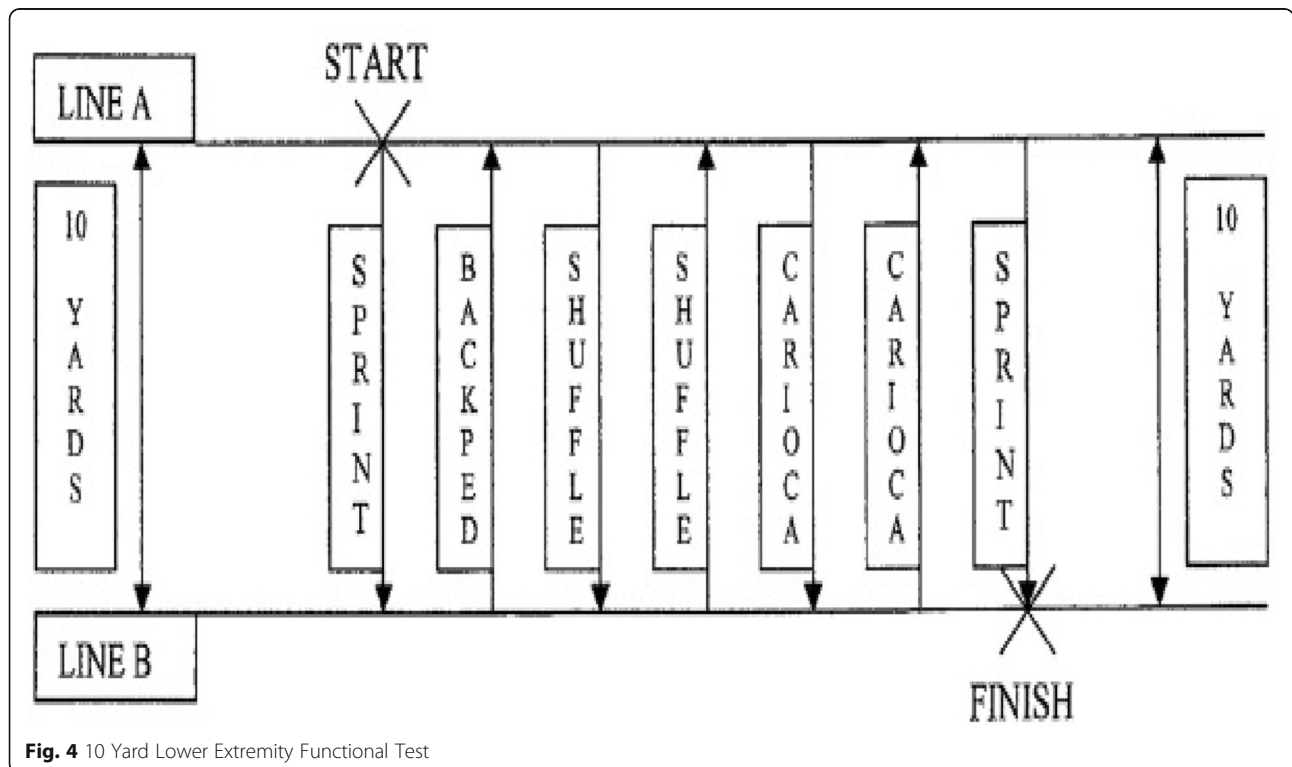 START
LINE A
10 YARDS
SPRINT
BACKPED
SHUFFLE
SHUFFLE
CARIOCA
CARIOCA
SPRINT
10 YARDS
LINE B
FINISH
Fig. 4 10 Yard Lower Extremity Functional Test